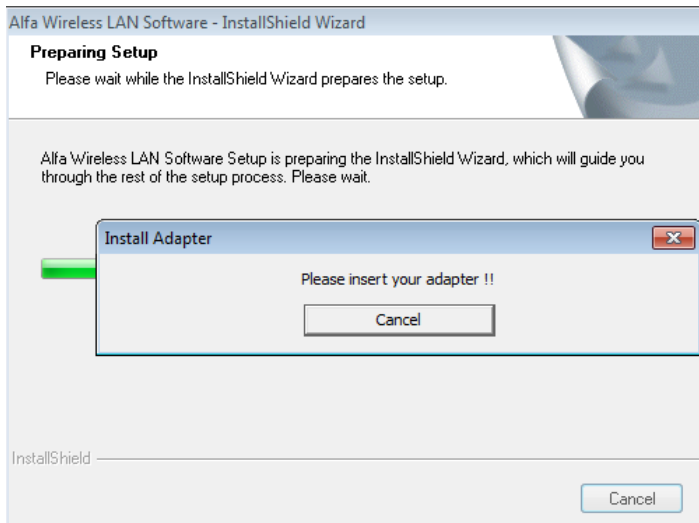 Alfa Wireless LAN Software - InstallShield Wizard
Preparing Setup
Please wait while the InstallShield Wizard prepares the setup.
Alfa Wireless LAN Software Setup is preparing the InstallShield Wizard, which will guide you
through the rest of the setup process. Please wait.
Install Adapter
Please insert your adapter !!
Cancel
InstallShield
Cancel